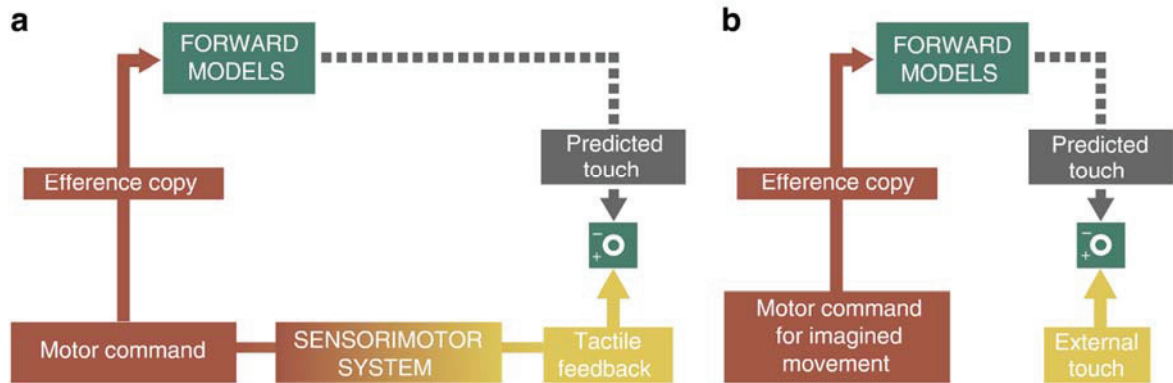 a
FORWARD
MODELS
Predicted
touch
Efference copy
−
+
Motor command
SENSORIMOTOR
SYSTEM
Tactile
feedback
b
FORWARD
MODELS
Predicted
touch
Efference copy
−
+
Motor command
for imagined
movement
External
touch